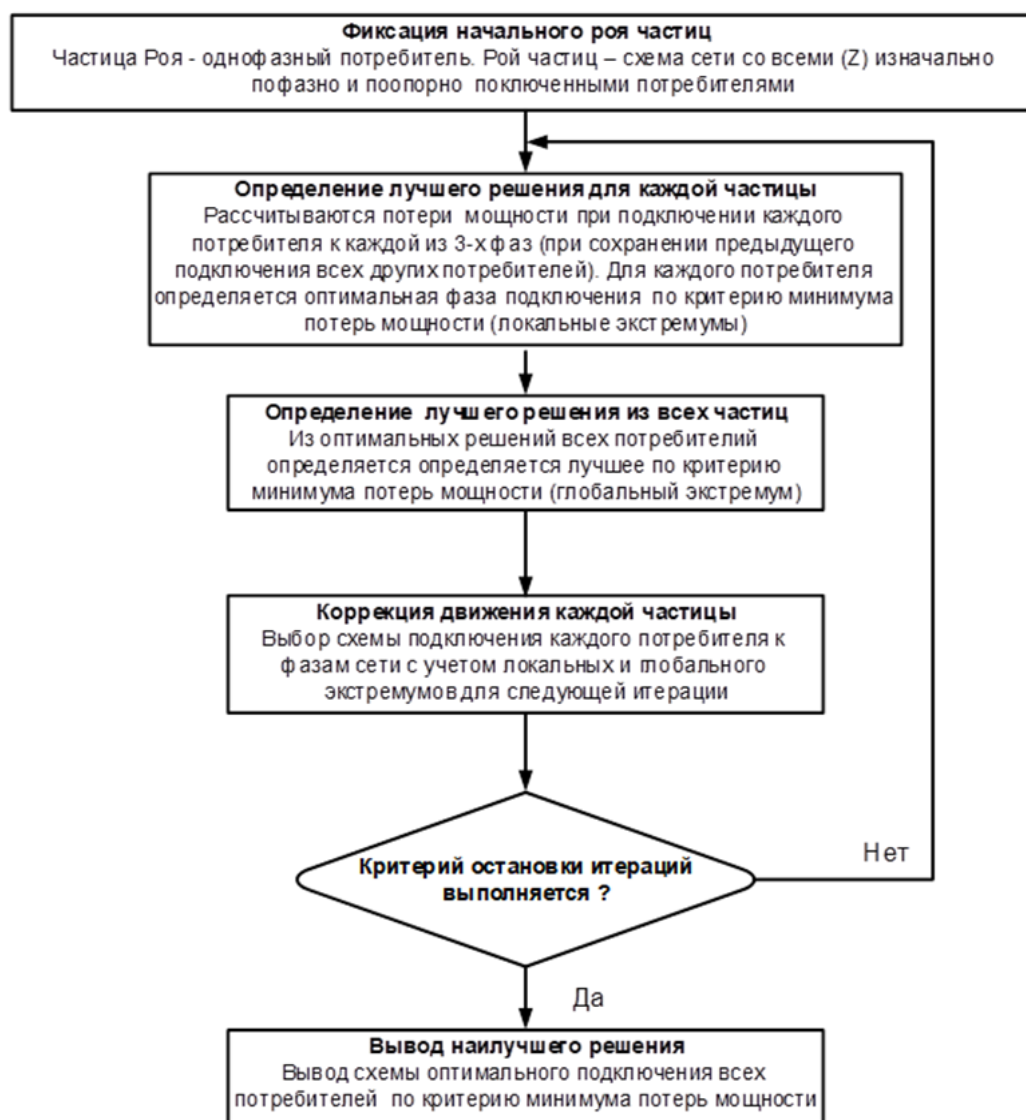 Фиксация начального роя частиц
Частица Роя - однофазный потребитель. Рой частиц – схема сети со всеми (Z) изначально
пофазно и поопорно поключенными потребителями
Определение лучшего решения для каждой частицы
Рассчитываются потери мощности при подключении каждого
потребителя к каждой из 3-х фаз (при сохранении предыдущего
подключения всех других потребителей). Для каждого потребителя
определяется оптимальная фаза подключения по критерию минимума
потерь мощности (локальные экстремумы)
Определение лучшего решения из всех частиц
Из оптимальных решений всех потребителий
определяется определяется лучшее по критерию
минимума потерь мощности (глобальный экстремум)
Коррекция движения каждой частицы
Выбор схемы подключения каждого потребителя к
фазам сети с учетом локальных и глобального
экстремумов для следующей итерации
Критерий остановки итераций
выполняется ?
Нет
Да
Вывод наилучшего решения
Вывод схемы оптимального подключения всех
потребителей по критерию минимума потерь мощности